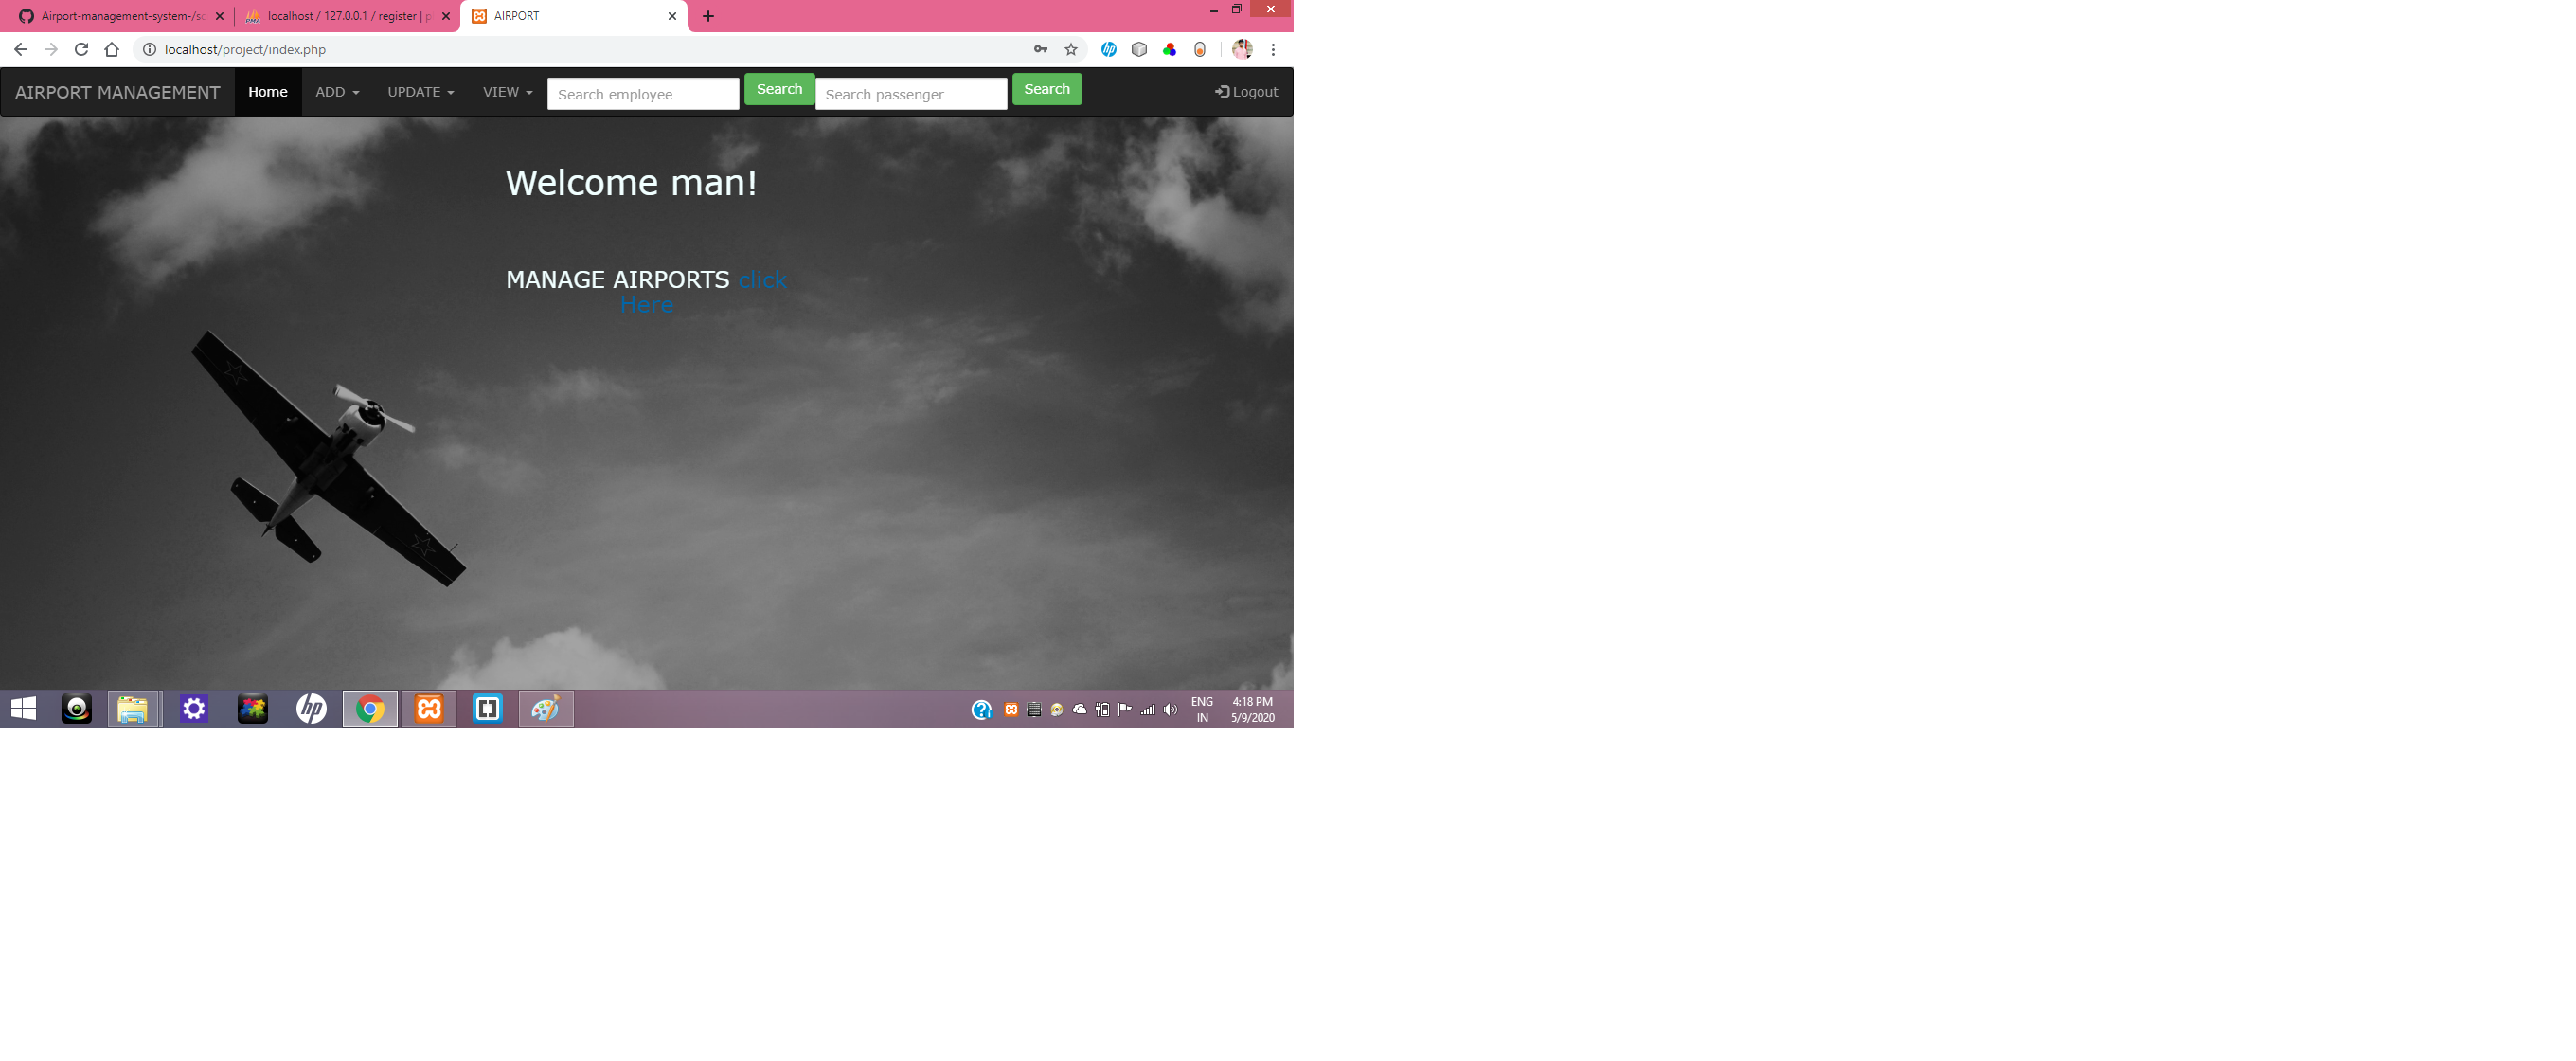 Airport-management-system-/sc
localhost / 127.0.0.1 / register | p
AIRPORT
localhost/project/index.php
AIRPORT MANAGEMENT Home ADD UPDATE VIEW Search employee Search Search passenger Search Logout
Welcome man!
MANAGE AIRPORTS click
Here
ENG 4:18 PM
IN 5/9/2020